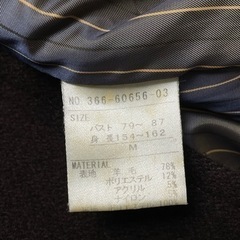 NO 366-60656-03
SIZE
バスト 79~ 87
身 長154~162
M
MATERIAL
表地 羊毛 78%
ポリエステル 12%
アクリル 5%
ナイロン